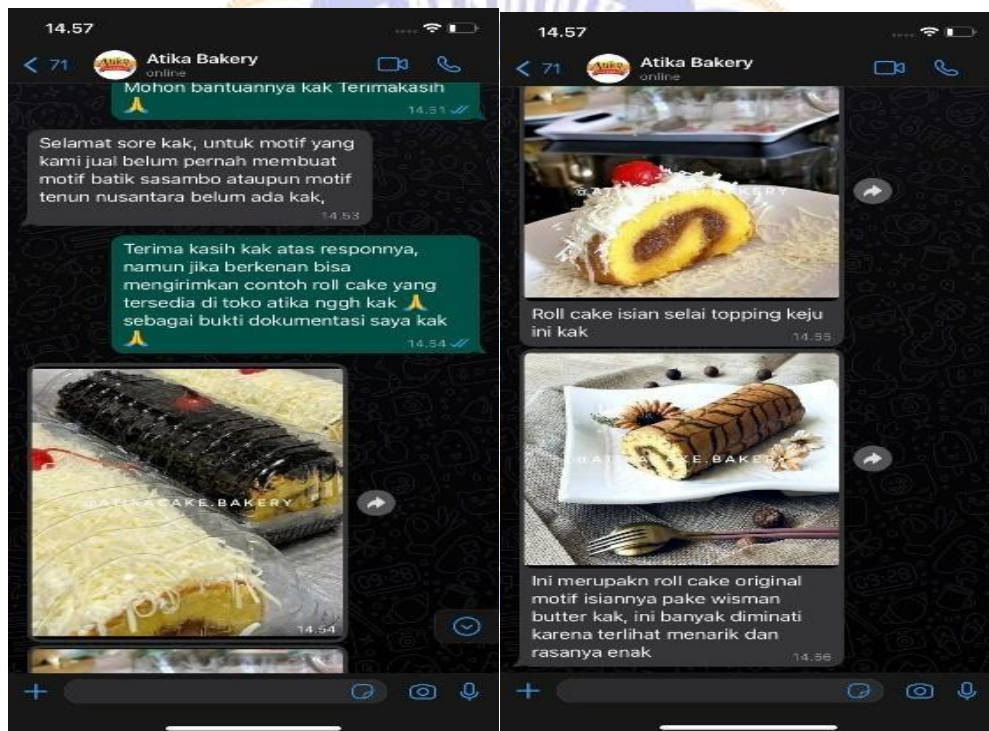 14.57
71
Atika Bakery
online
Mohon bantuannya kak Terimakasih
🙏
14.51
Selamat sore kak, untuk motif yang
kami jual belum pernah membuat
motif batik sasambo ataupun motif
tenun nusantara belum ada kak,
14.53
Terima kasih kak atas responnya,
namun jika berkenan bisa
mengirimkan contoh roll cake yang
tersedia di toko atika nggh kak 🙏
sebagai bukti dokumentasi saya kak
🙏
14.54
@ATIKACAKE.BAKERY
14.54
14.57
71
Atika Bakery
online
Roll cake isian selai topping keju
ini kak
14.55
Ini merupakn roll cake original
motif isiannya pake wisman
butter kak, ini banyak diminati
karena terlihat menarik dan
rasanya enak
14.56